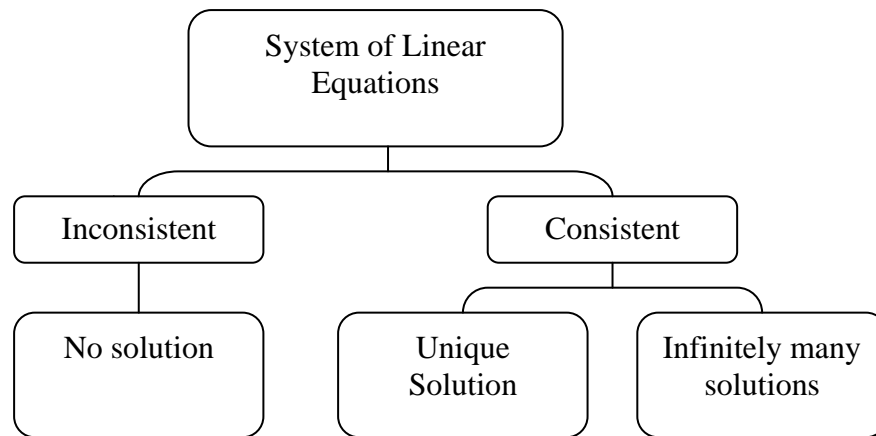 System of Linear
Equations
Inconsistent
Consistent
No solution
Unique
Solution
Infinitely many
solutions